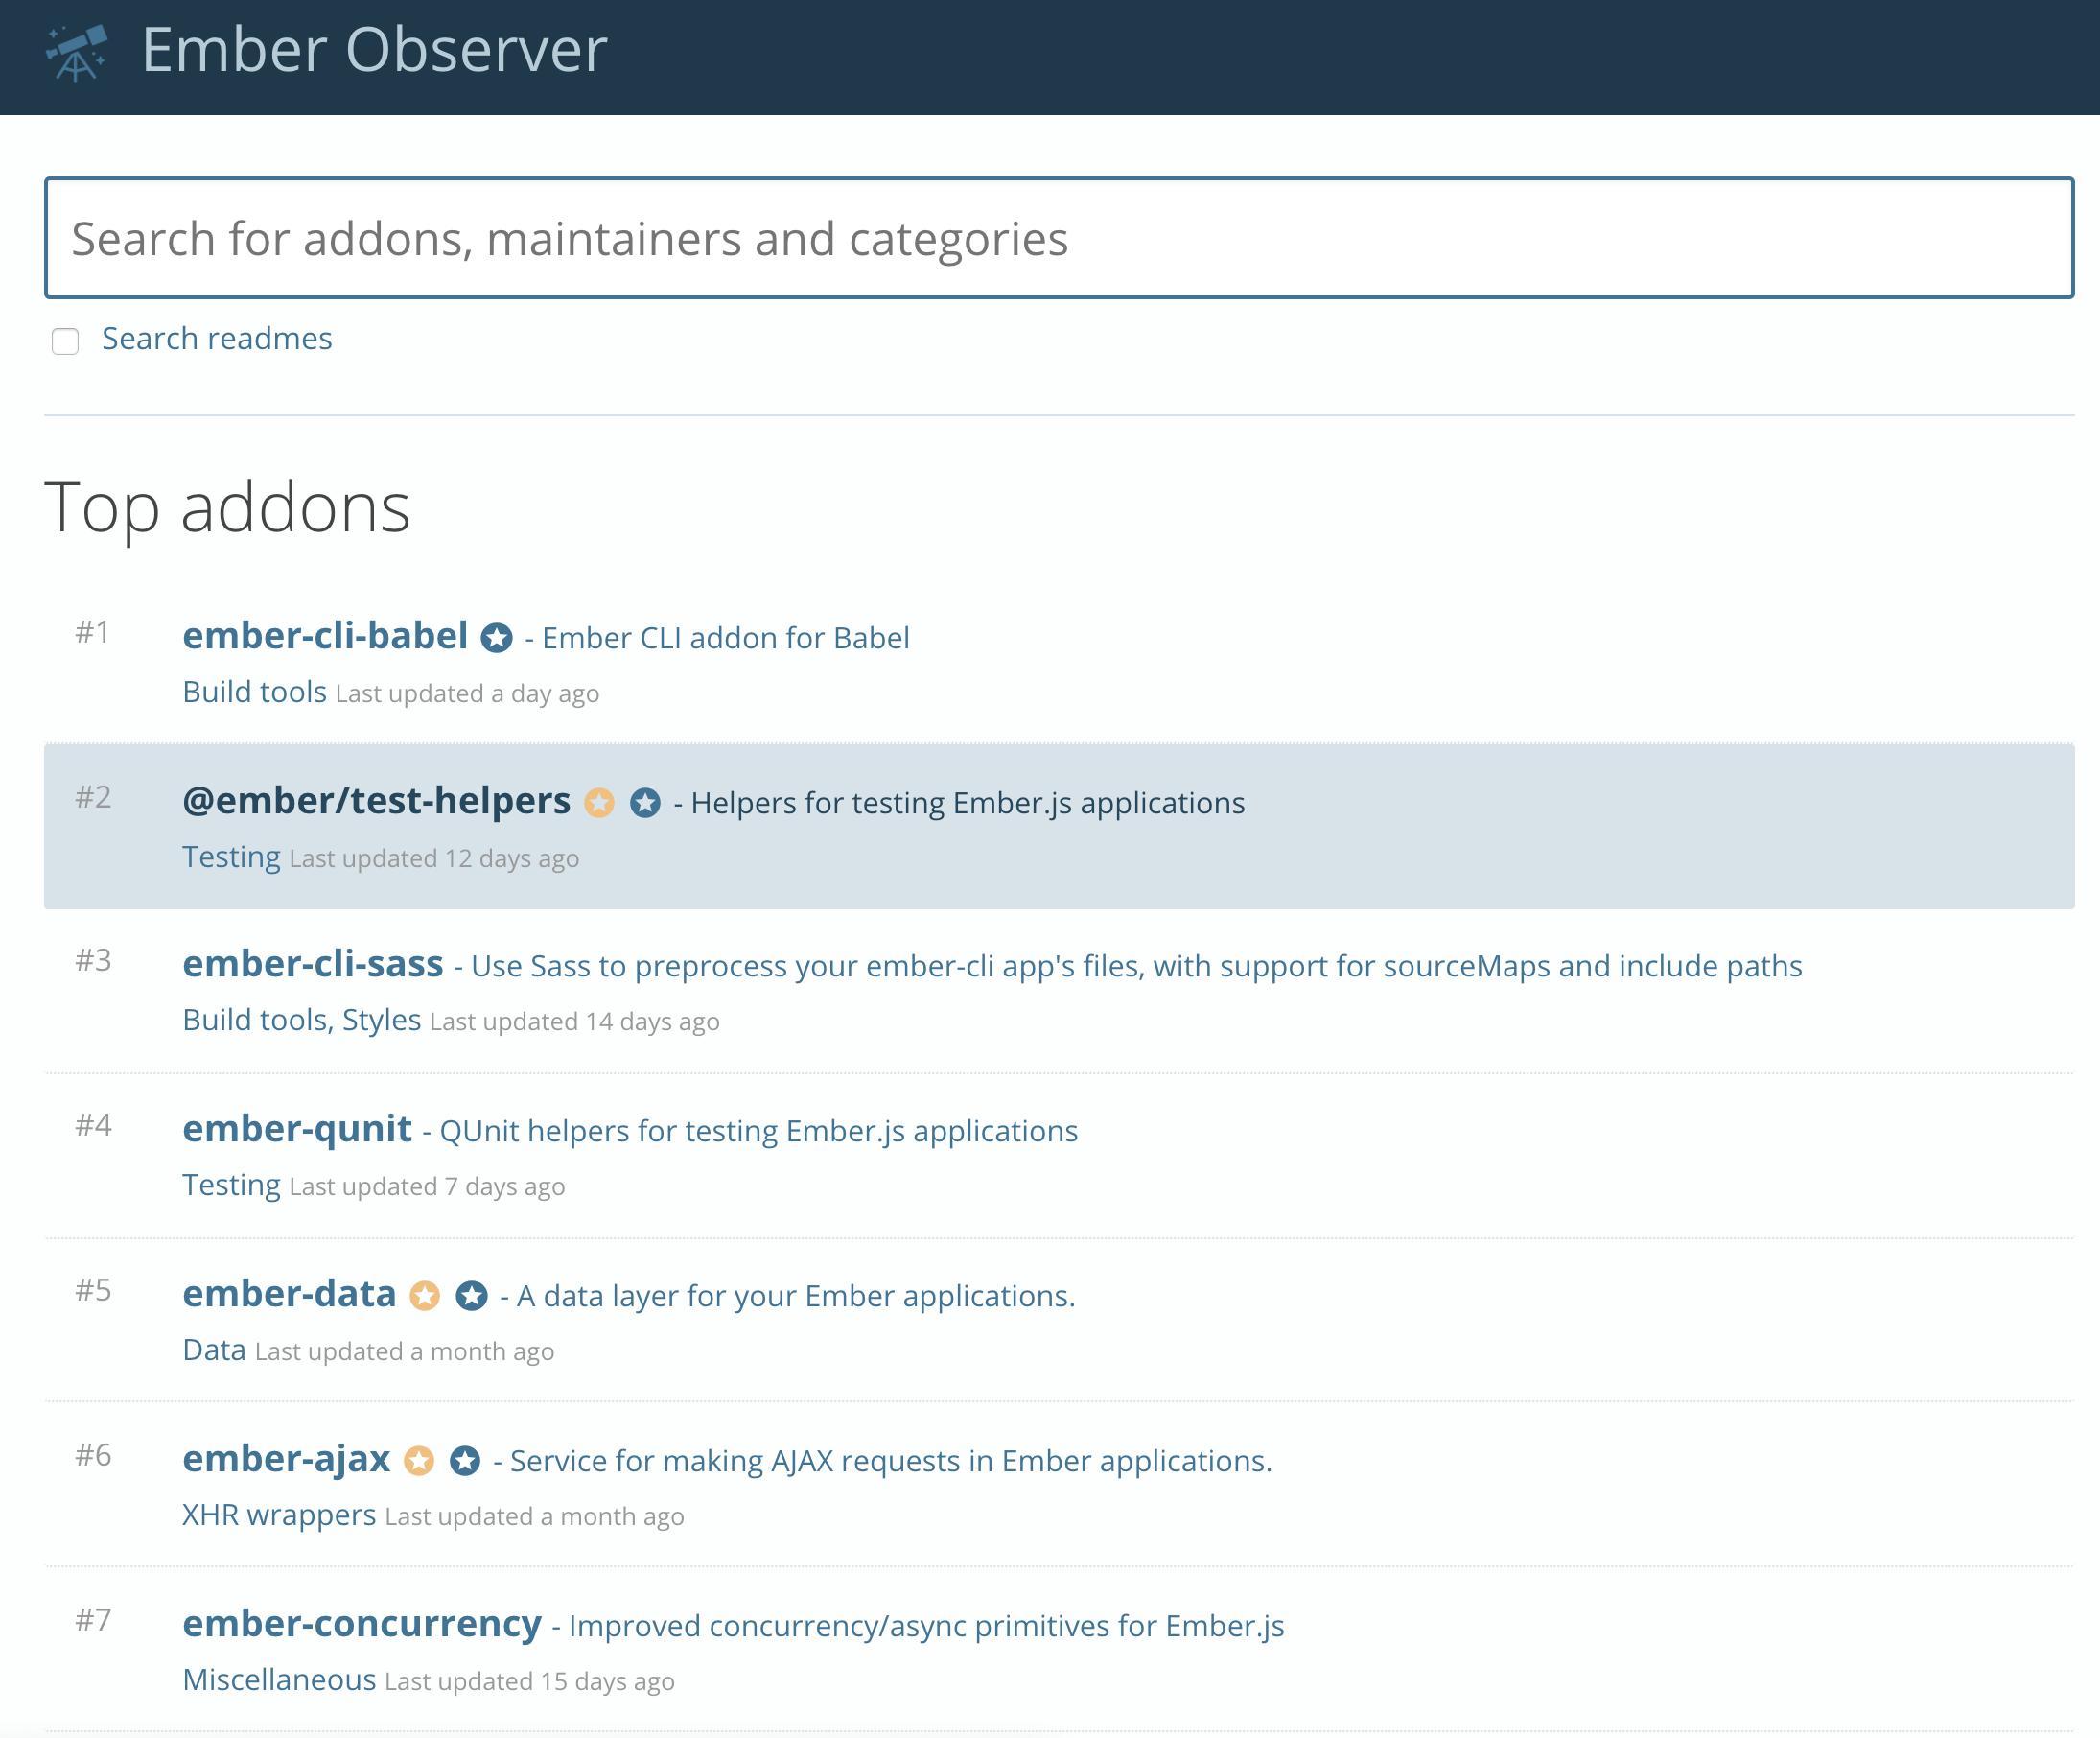 Ember Observer
Search for addons, maintainers and categories
Search readmes
Top addons
#1 ember-cli-babel - Ember CLI addon for Babel
Build tools Last updated a day ago
#2 @ember/test-helpers - Helpers for testing Ember.js applications
Testing Last updated 12 days ago
#3 ember-cli-sass - Use Sass to preprocess your ember-cli app's files, with support for sourceMaps and include paths
Build tools, Styles Last updated 14 days ago
#4 ember-qunit - QUnit helpers for testing Ember.js applications
Testing Last updated 7 days ago
#5 ember-data - A data layer for your Ember applications.
Data Last updated a month ago
#6 ember-ajax - Service for making AJAX requests in Ember applications.
XHR wrappers Last updated a month ago
#7 ember-concurrency - Improved concurrency/async primitives for Ember.js
Miscellaneous Last updated 15 days ago